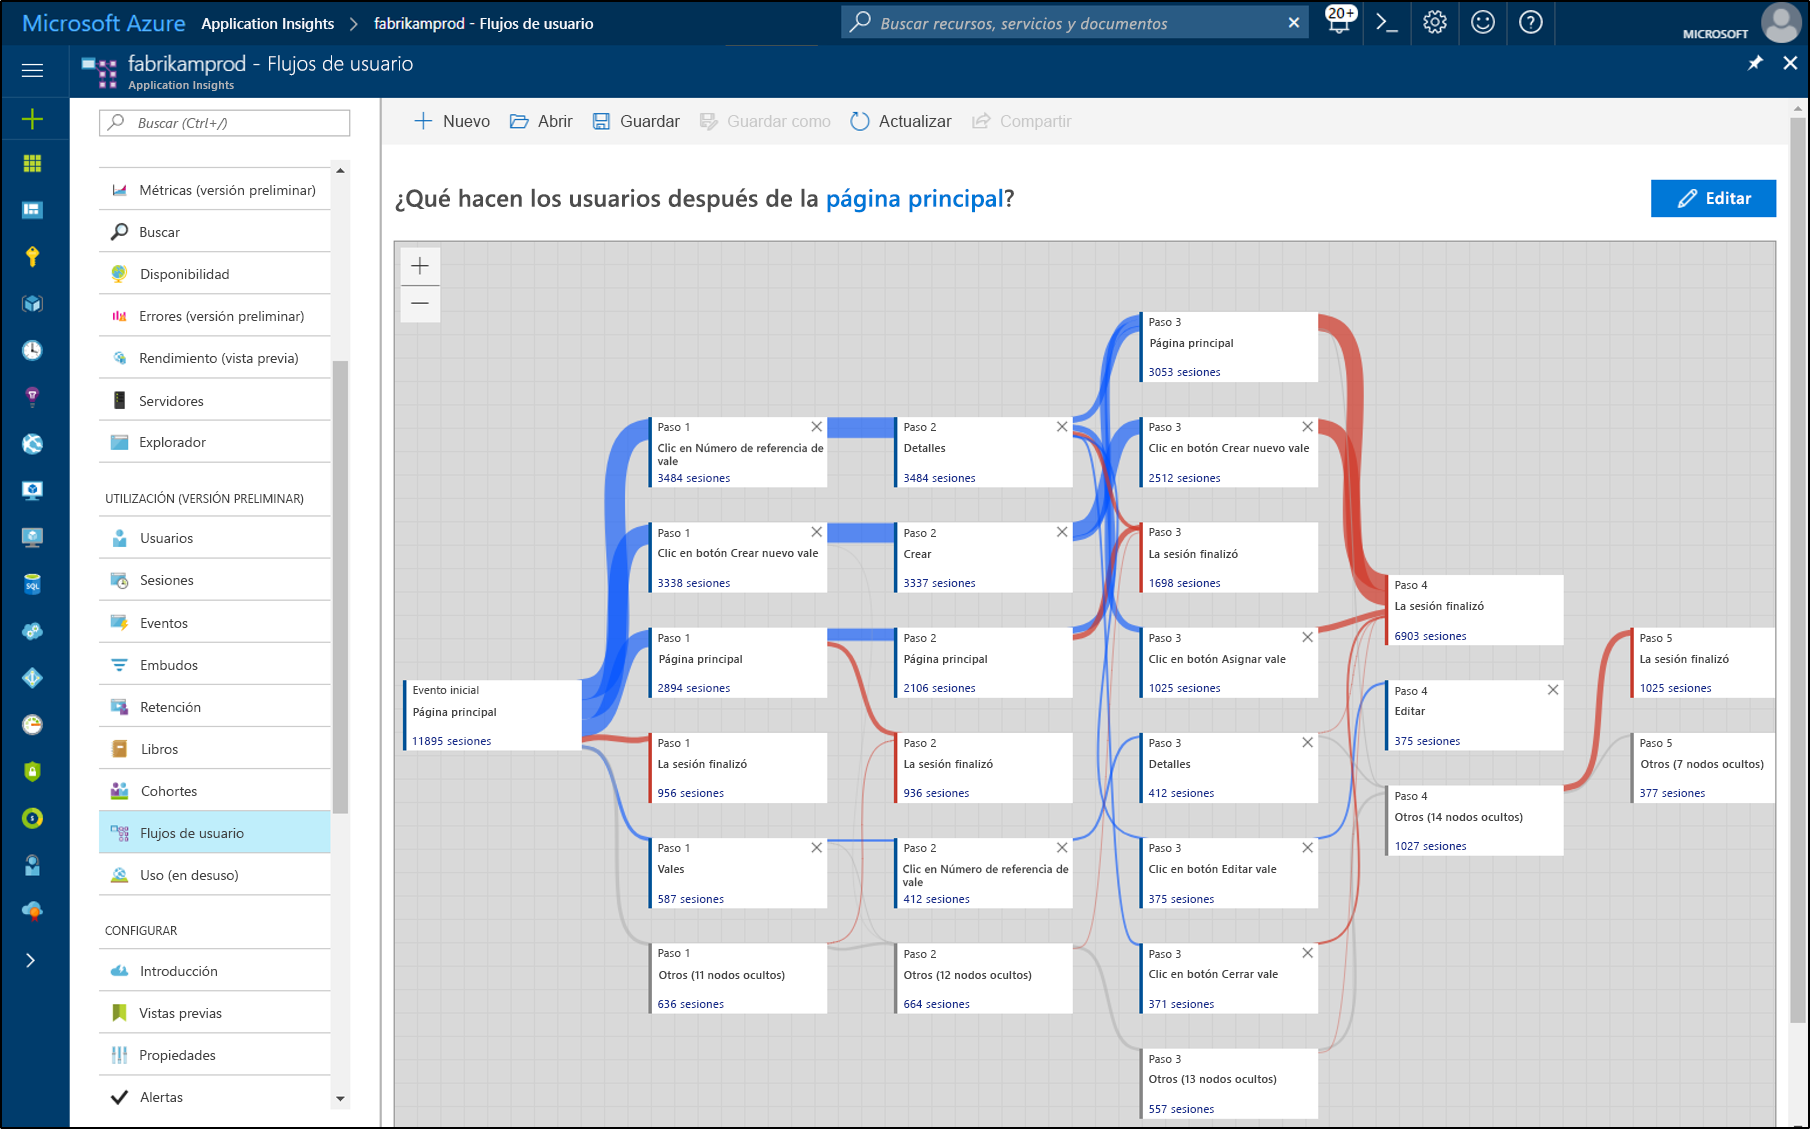 Microsoft Azure Application Insights > fabrikamprod - Flujos de usuario
Buscar recursos, servicios y documentos
20+
MICROSOFT
fabrikamprod - Flujos de usuario
Application Insights
Buscar (Ctrl+/)
Métricas (versión preliminar)
Buscar
Disponibilidad
Errores (versión preliminar)
Rendimiento (vista previa)
Servidores
Explorador
UTILIZACIÓN (VERSIÓN PRELIMINAR)
Usuarios
Sesiones
Eventos
Embudos
Retención
Libros
Cohortes
Flujos de usuario
Uso (en desuso)
CONFIGURAR
Introducción
Vistas previas
Propiedades
Alertas
SQL
Nuevo
Abrir
Guardar
Guardar como
Actualizar
Compartir
¿Qué hacen los usuarios después de la página principal?
Editar
Evento inicial
Página principal
11895 sesiones
Paso 1
Clic en Número de referencia de
vale
3484 sesiones
Paso 1
Clic en botón Crear nuevo vale
3338 sesiones
Paso 1
Página principal
2894 sesiones
Paso 1
La sesión finalizó
956 sesiones
Paso 1
Vales
587 sesiones
Paso 1
Otros (11 nodos ocultos)
636 sesiones
Paso 2
Detalles
3484 sesiones
Paso 2
Crear
3337 sesiones
Paso 2
Página principal
2106 sesiones
Paso 2
La sesión finalizó
936 sesiones
Paso 2
Clic en Número de referencia de
vale
412 sesiones
Paso 2
Otros (12 nodos ocultos)
664 sesiones
Paso 3
Página principal
3053 sesiones
Paso 3
Clic en botón Crear nuevo vale
2512 sesiones
Paso 3
La sesión finalizó
1698 sesiones
Paso 3
Clic en botón Asignar vale
1025 sesiones
Paso 3
Detalles
412 sesiones
Paso 3
Clic en botón Editar vale
375 sesiones
Paso 3
Clic en botón Cerrar vale
371 sesiones
Paso 3
Otros (13 nodos ocultos)
557 sesiones
Paso 4
La sesión finalizó
6903 sesiones
Paso 4
Editar
375 sesiones
Paso 4
Otros (14 nodos ocultos)
1027 sesiones
Paso 5
La sesión finalizó
1025 sesiones
Paso 5
Otros (7 nodos ocultos)
377 sesiones